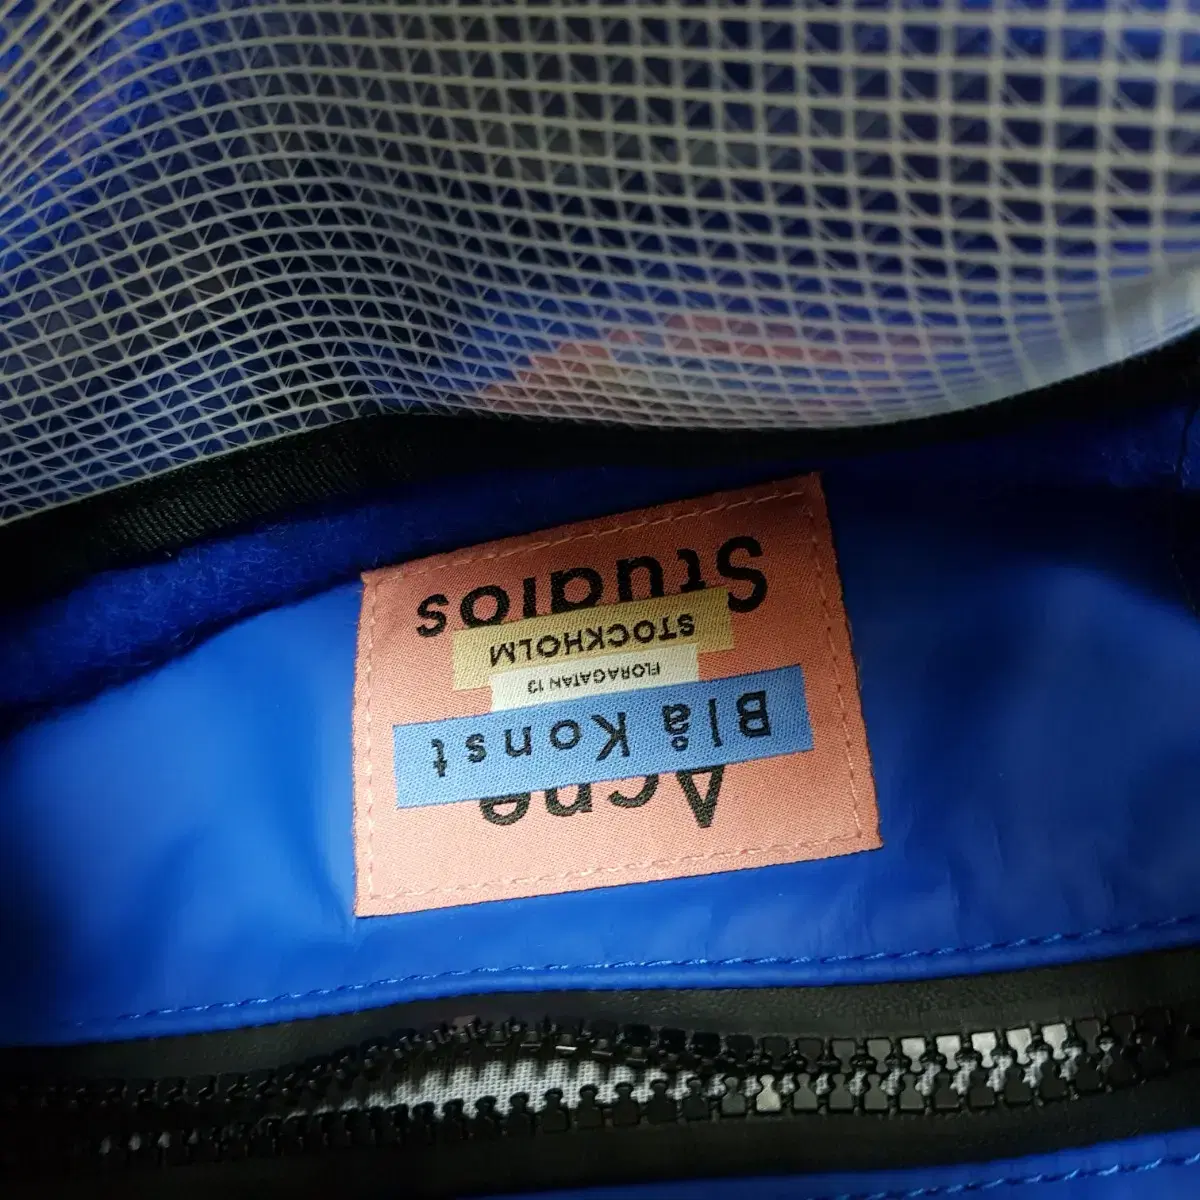 Acne
Blå Konst
FLORAGATAN 13
STOCKHOLM
Studios